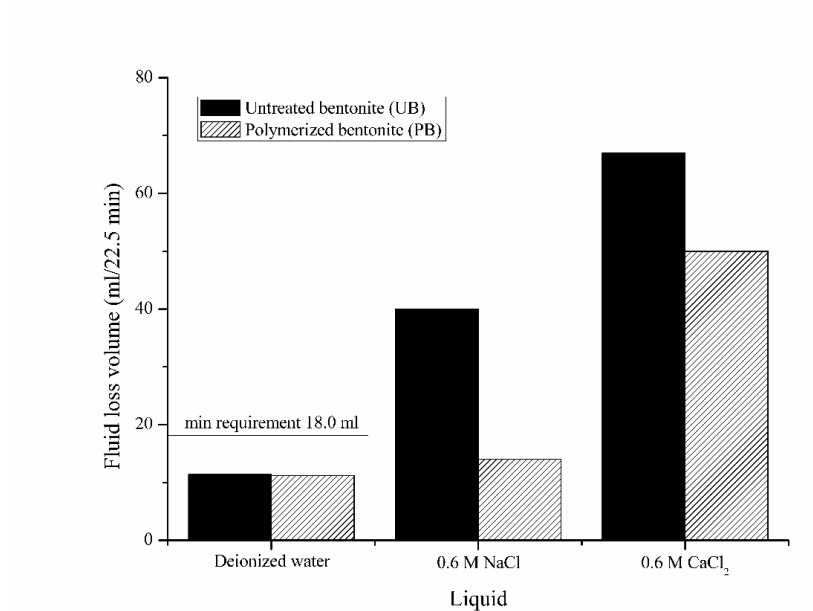 80
Untreated bentonite (UB)
Polymerized bentonite (PB)
60
40
20
0
Fluid loss volume (ml/22.5 min)
min requirement 18.0 ml
Deionized water
0.6 M NaCl
0.6 M CaCl₂
Liquid